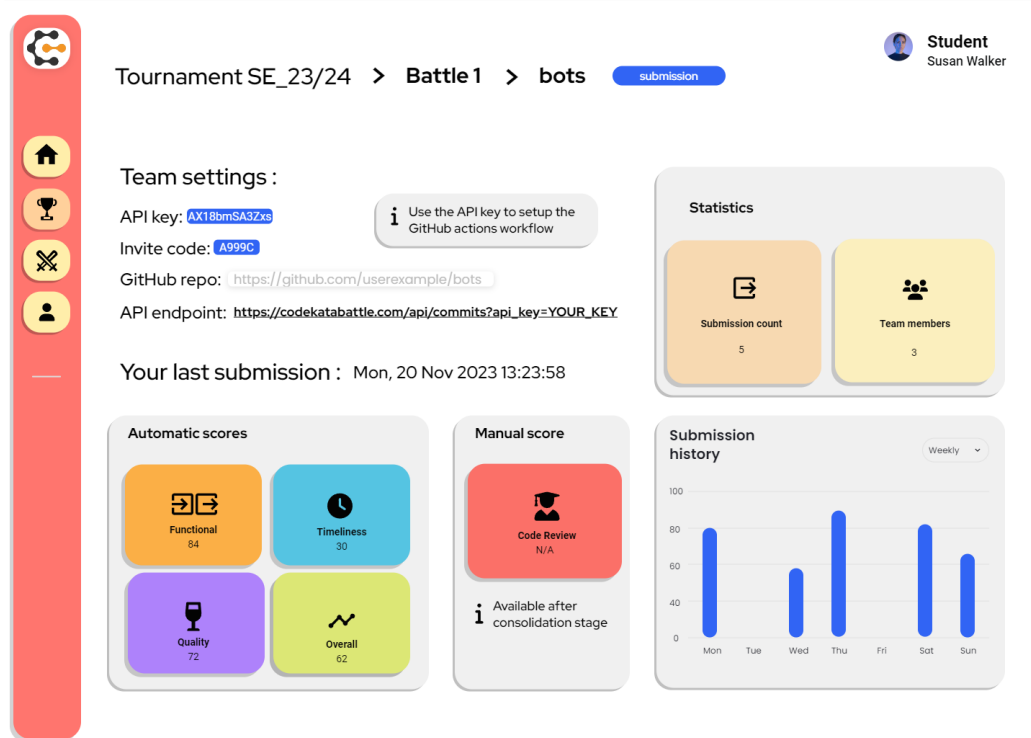 Student
Susan Walker
Tournament SE_23/24 > Battle 1 > bots submission
Team settings :
API key: AX18bmSA3Zxs
Use the API key to setup the
GitHub actions workflow
Invite code: A999C
GitHub repo: https://github.com/userexample/bots
API endpoint: https://codekatabattle.com/api/commits?api_key=YOUR_KEY
Statistics
Submission count
5
Team members
3
Your last submission : Mon, 20 Nov 2023 13:23:58
Automatic scores
Functional
84
Timeliness
30
Quality
72
Overall
62
Manual score
Code Review
N/A
Available after
consolidation stage
Submission
history
Weekly
100
80
60
40
0
Mon Tue Wed Thu Fri Sat Sun